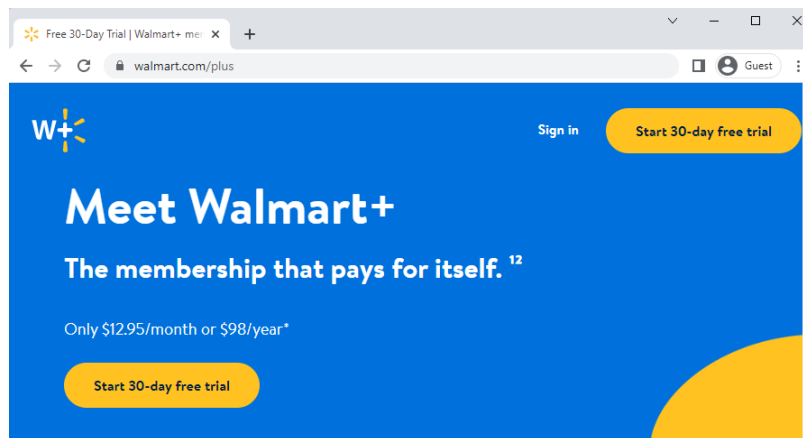 Free 30-Day Trial | Walmart+ me
walmart.com/plus
Guest
W+
Sign in
Start 30-day free trial
Meet Walmart+
The membership that pays for itself. 12
Only $12.95/month or $98/year*
Start 30-day free trial